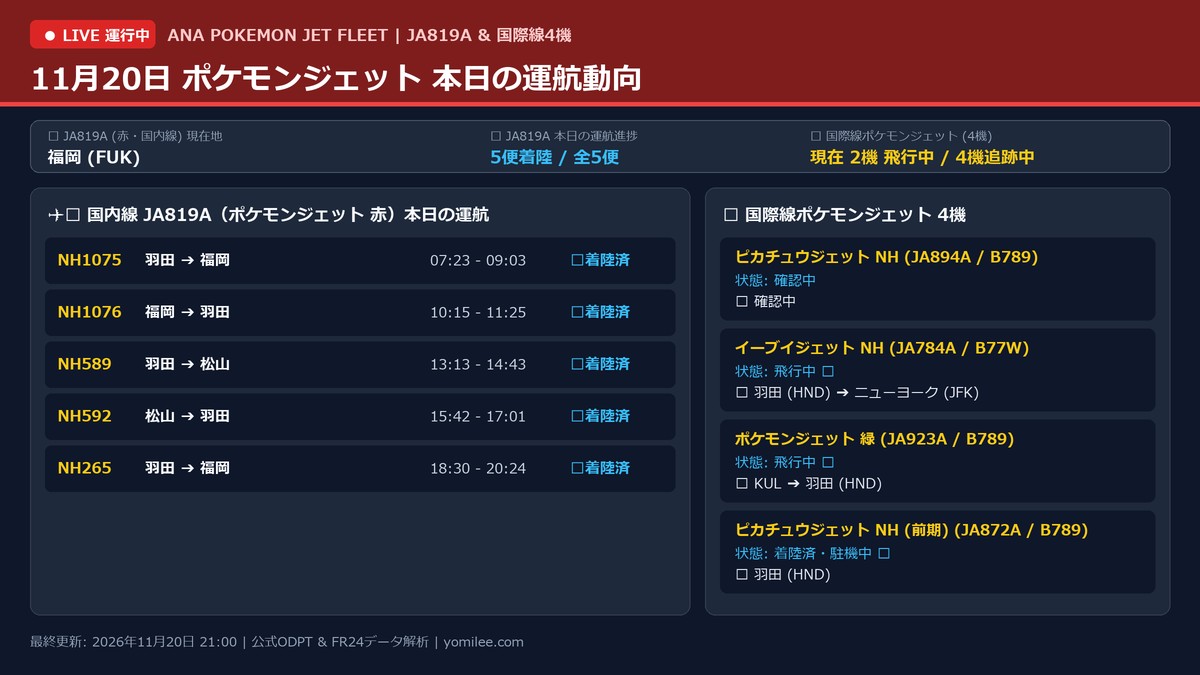 ● LIVE 運行中 ANA POKEMON JET FLEET | JA819A & 国際線4機
11月20日 ポケモンジェット 本日の運航動向
□ JA819A (赤・国内線) 現在地
福岡 (FUK)
□ JA819A 本日の運航進捗
5便着陸 / 全5便
□ 国際線ポケモンジェット (4機)
現在 2機 飛行中 / 4機追跡中
✈□ 国内線 JA819A（ポケモンジェット 赤）本日の運航
NH1075 羽田 → 福岡 07:23 - 09:03 □着陸済
NH1076 福岡 → 羽田 10:15 - 11:25 □着陸済
NH589 羽田 → 松山 13:13 - 14:43 □着陸済
NH592 松山 → 羽田 15:42 - 17:01 □着陸済
NH265 羽田 → 福岡 18:30 - 20:24 □着陸済
□ 国際線ポケモンジェット 4機
ピカチュウジェット NH (JA894A / B789)
状態: 確認中
□ 確認中
イーブイジェット NH (JA784A / B77W)
状態: 飛行中 □
□ 羽田 (HND) → ニューヨーク (JFK)
ポケモンジェット 緑 (JA923A / B789)
状態: 飛行中 □
□ KUL → 羽田 (HND)
ピカチュウジェット NH (前期) (JA872A / B789)
状態: 着陸済・駐機中 □
□ 羽田 (HND)
最終更新: 2026年11月20日 21:00 | 公式ODPT & FR24データ解析 | yomilee.com